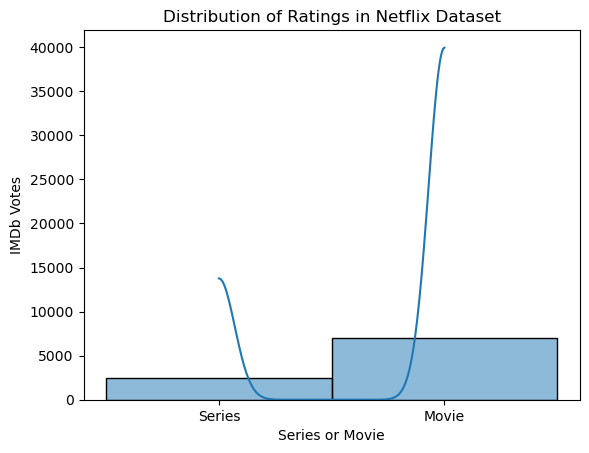 Distribution of Ratings in Netflix Dataset
IMDb Votes
40000
35000
30000
25000
20000
15000
10000
5000
0
Series
Movie
Series or Movie